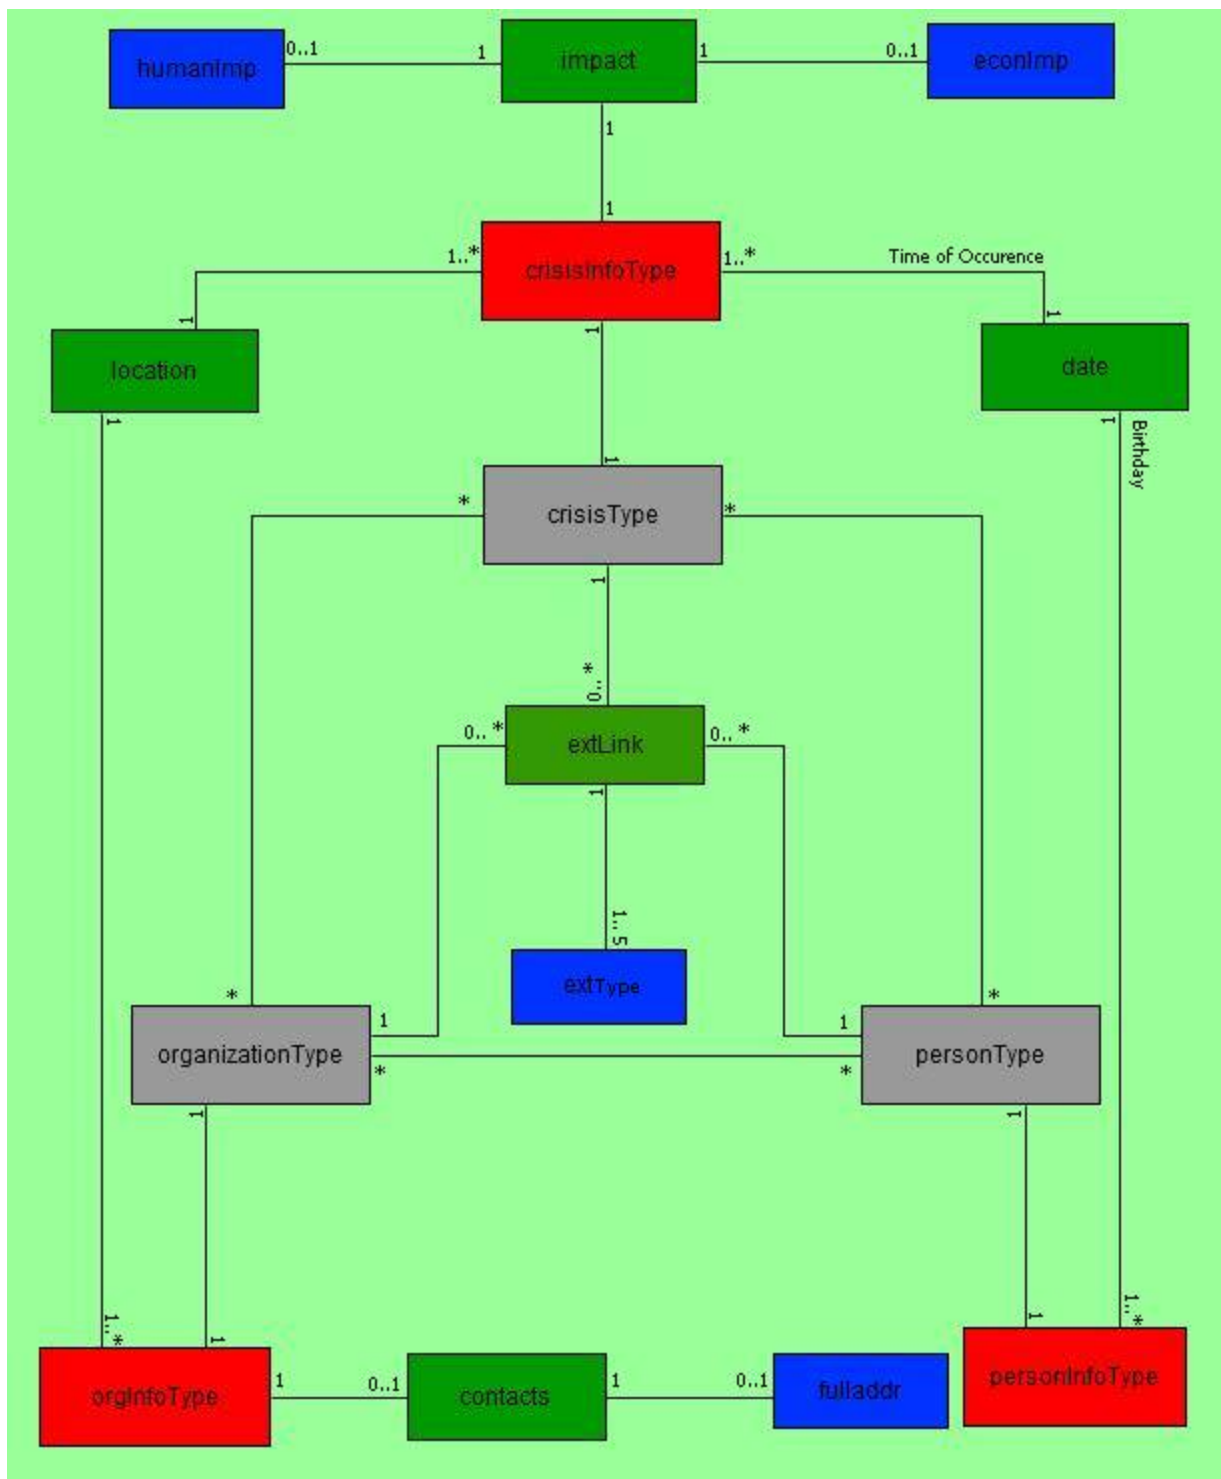 humanImp
0..1
1
impact
1
0..1
econImp
1
1
1..*
crisisInfoType
1..*
Time of Occurence
1
1
location
date
1
1
1
Birthday
1
*
crisisType
*
1
0..*
0.. *
extLink
0.. *
1
1..5
extType
*
*
organizationType
1
1
personType
*
*
1
1
1..*
1
1
1..*
orgInfoType
1
0..1
contacts
1
0..1
fulladdr
personInfoType